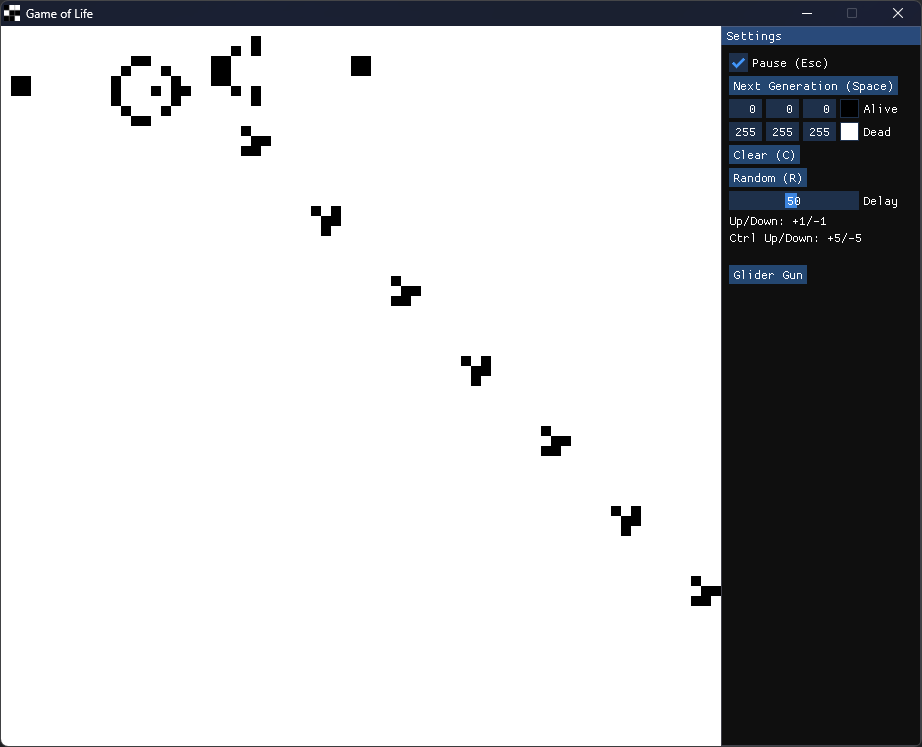 Game of Life
Settings
Pause (Esc)
Next Generation (Space)
0 0 0 Alive
255 255 255 Dead
Clear (C)
Random (R)
50 Delay
Up/Down: +1/-1
Ctrl Up/Down: +5/-5
Glider Gun